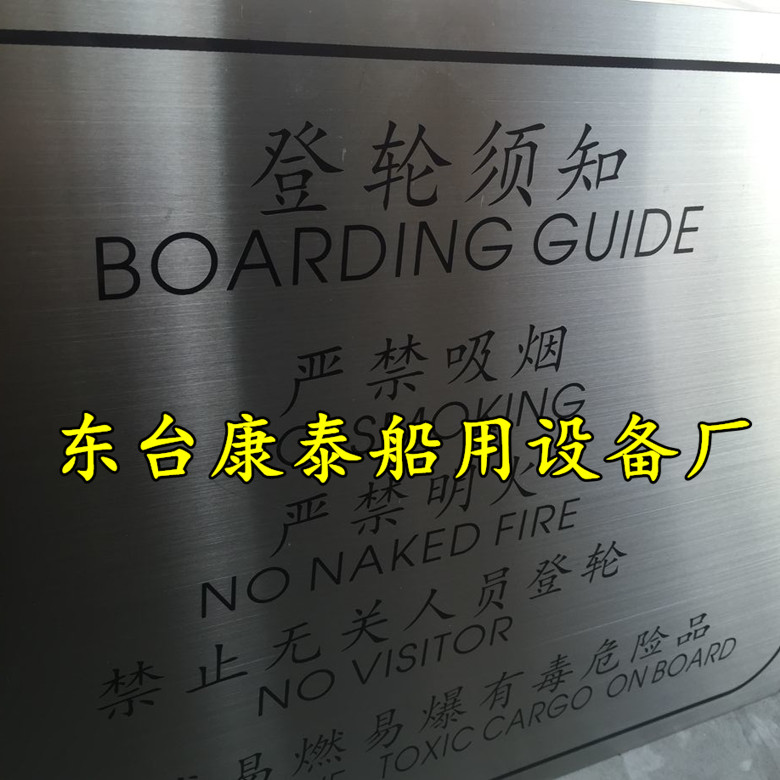 登轮须知
BOARDING GUIDE
严禁吸烟
SMOKING
东台康泰船用设备厂
严禁明火
NO NAKED FIRE
禁止无关人员登轮
NO VISITOR
易燃易爆有毒危险品
TOXIC CARGO ON BOARD